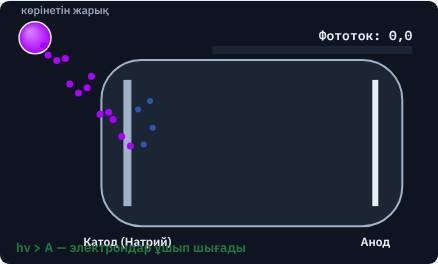 көрінетін жарық
Фототок: 0,0
Катод (Натрий)
Анод
hν > A — электрондар ұшып шығады